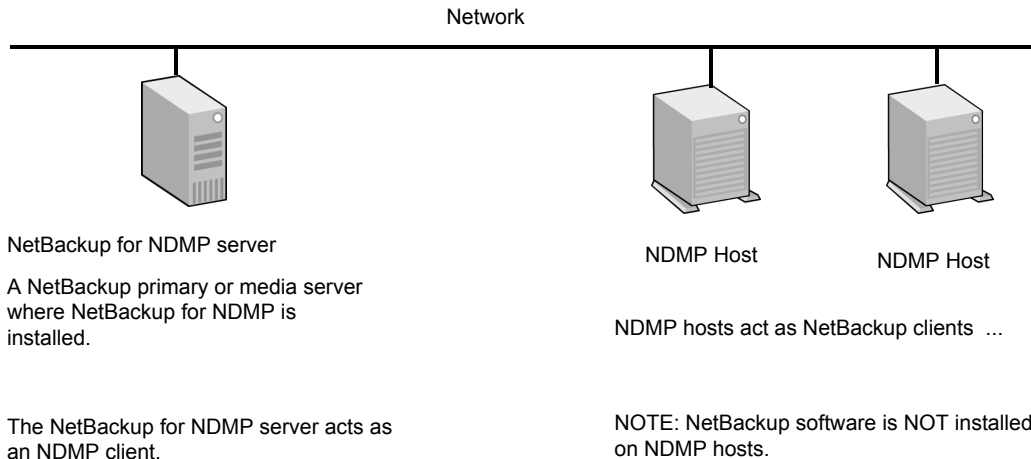 Network
NetBackup for NDMP server
A NetBackup primary or media server
where NetBackup for NDMP is
installed.
The NetBackup for NDMP server acts as
an NDMP client.
NDMP Host
NDMP Host
NDMP hosts act as NetBackup clients ...
NOTE: NetBackup software is NOT installed
on NDMP hosts.